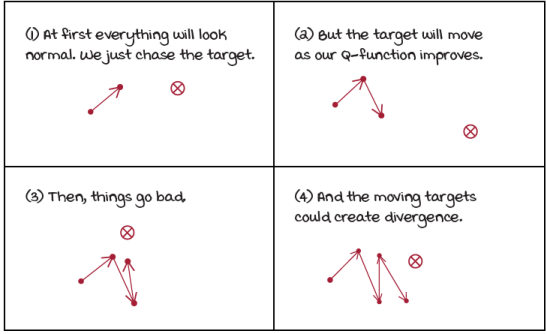 (1) At first everything will look
normal. We just chase the target.
(2) But the target will move
as our Q-function improves.
(3) Then, things go bad.
(4) And the moving targets
could create divergence.